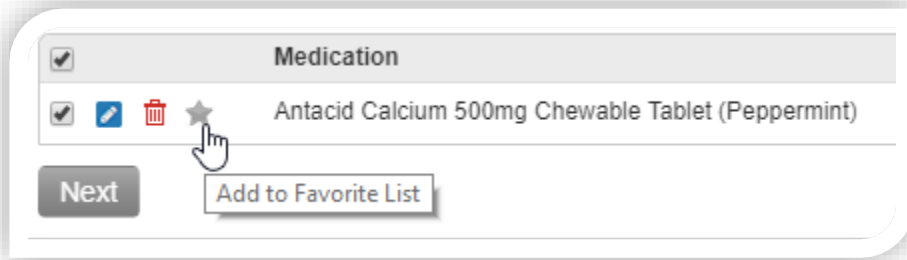 Medication
Antacid Calcium 500mg Chewable Tablet (Peppermint)
Next
Add to Favorite List